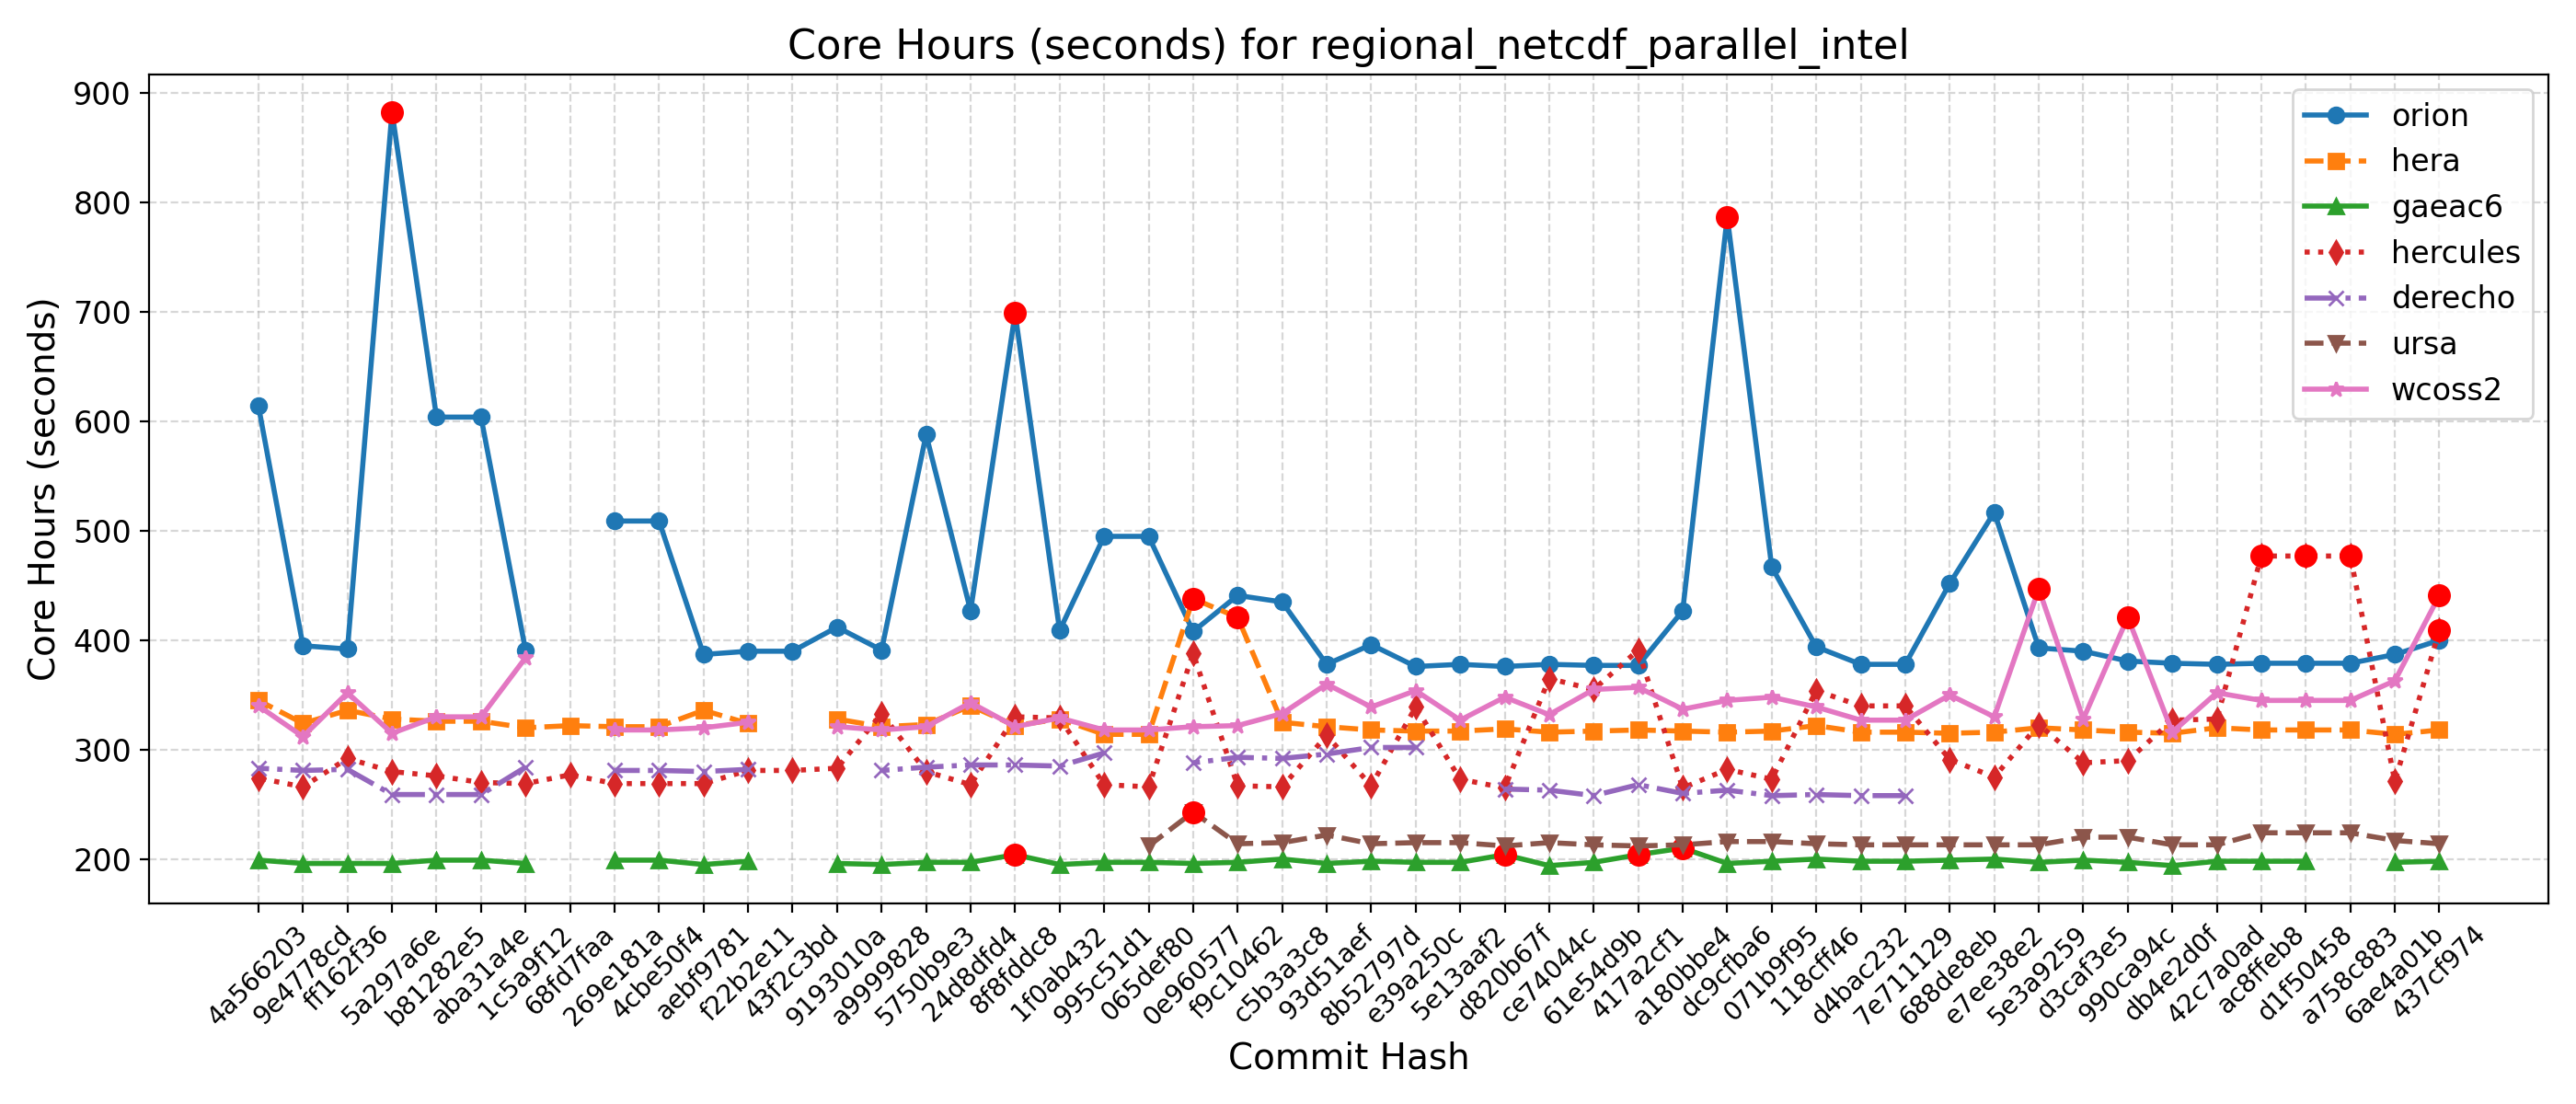 Core Hours (seconds) for regional_netcdf_parallel_intel
Core Hours (seconds)
900
800
700
600
500
400
300
200
orion
hera
gaeac6
hercules
derecho
ursa
wcoss2
4a566203
9e4778cd
ff162f36
5a297a6e
b81282e5
aba31a4e
1c5a9f12
68fd7faa
269e181a
4cbe50f4
aebf9781
f22b2e11
43f2c3bd
9193010a
a9999828
5750b9e3
24d8dfd4
8f8fddc8
1f0ab432
995c51d1
065def80
0e960577
f9c10462
c5b3a3c8
93d51aef
8b52797d
e39a250c
5e13aaf2
d820b67f
ce74044c
61e54d9b
417a2cf1
a180bbe4
dc9cfba6
071b9f95
118cff46
d4bac232
7e711129
688de8eb
e7ee38e2
5e3a9259
d3caf3e5
990ca94c
db4e2d0f
42c7a0ad
ac8ffeb8
d1f50458
a758c883
6ae4a01b
437cf974
Commit Hash